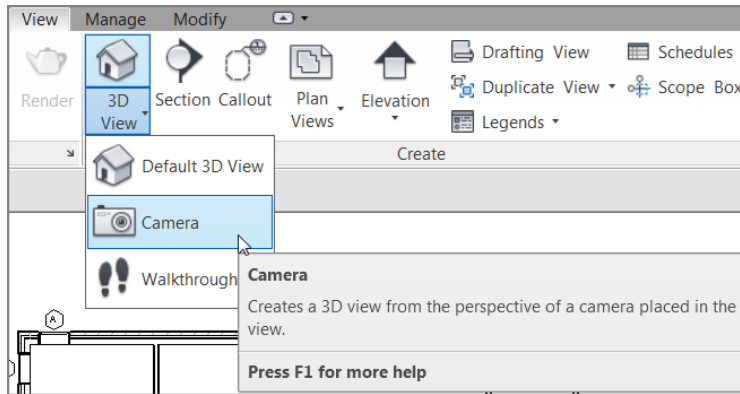 View Manage Modify
Render
3D View
Section
Callout
Plan Views
Elevation
Drafting View
Duplicate View
Legends
Schedules
Scope Box
Create
Default 3D View
Camera
Walkthrough
Camera
Creates a 3D view from the perspective of a camera placed in the
view.
Press F1 for more help
A